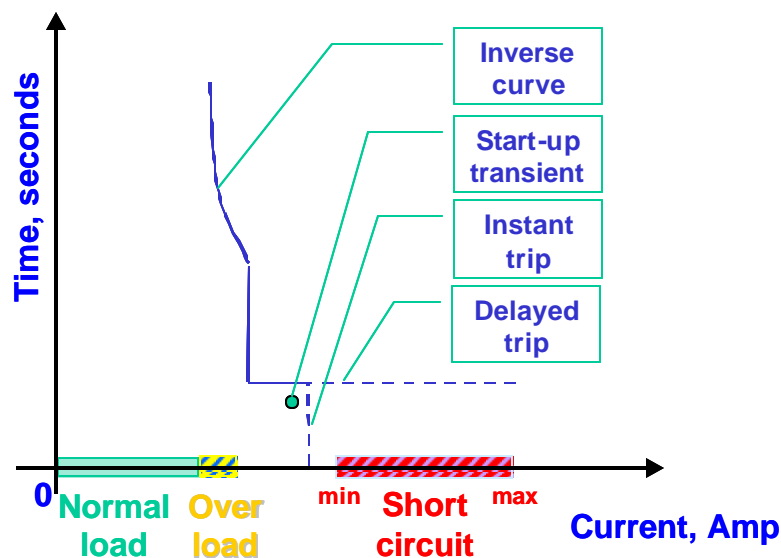 Inverse
curve
Start-up
transient
Instant
trip
Delayed
trip
Time, seconds
0
Normal
load
Over
load
min
Short
circuit
max
Current, Amp